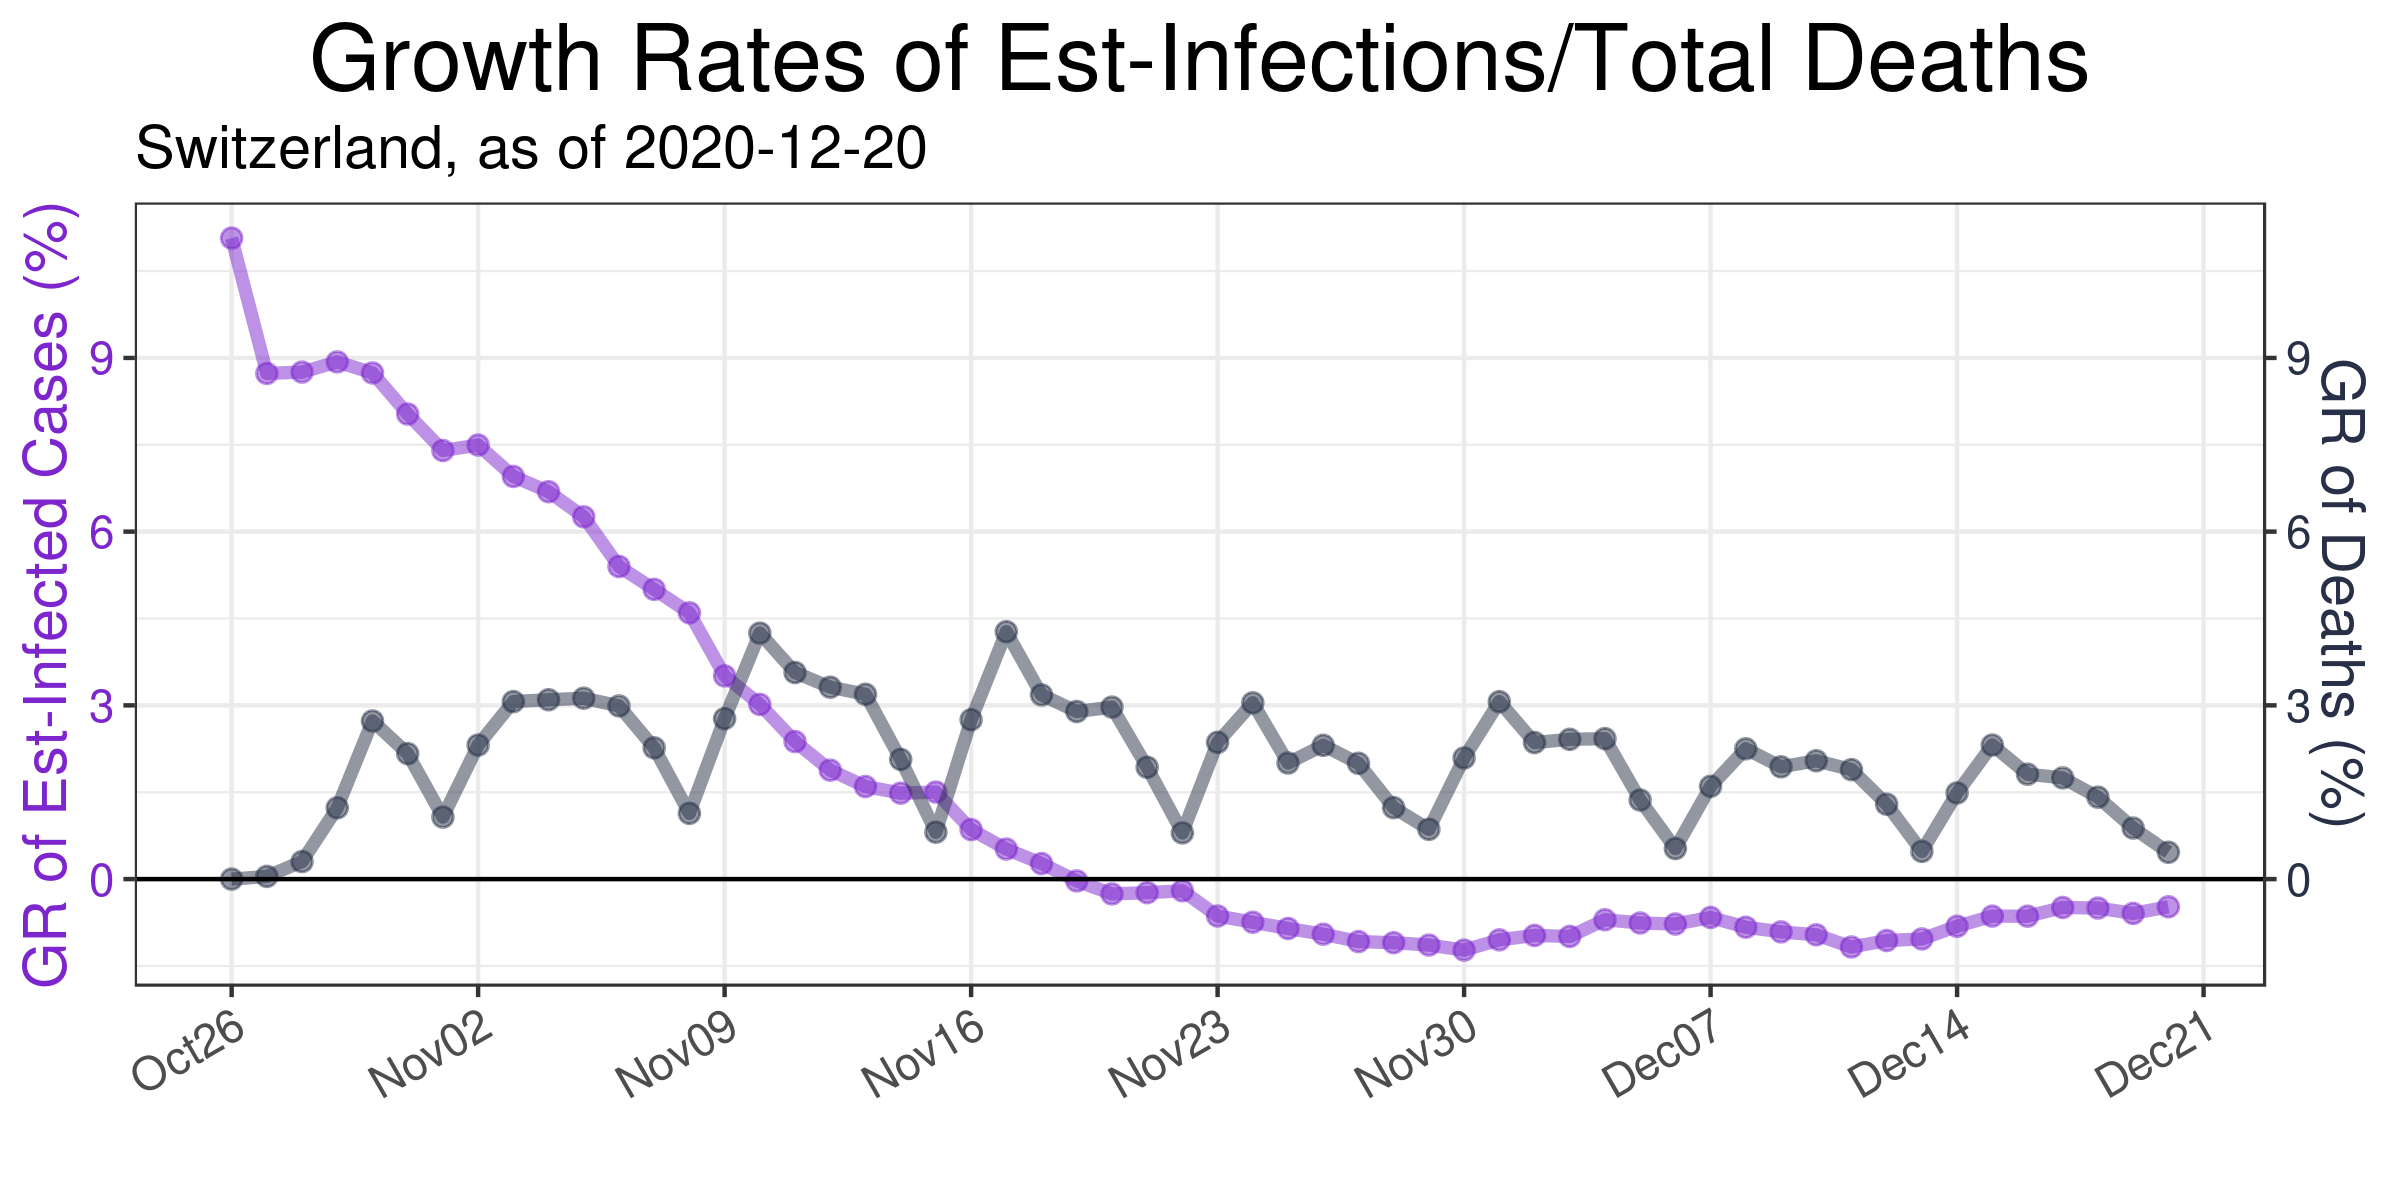 Growth Rates of Est-Infections/Total Deaths
Switzerland, as of 2020-12-20
GR of Est-Infected Cases (%)
9
6
3
0
9
6
3
0
GR of Deaths (%)
Oct26
Nov02
Nov09
Nov16
Nov23
Nov30
Dec07
Dec14
Dec21